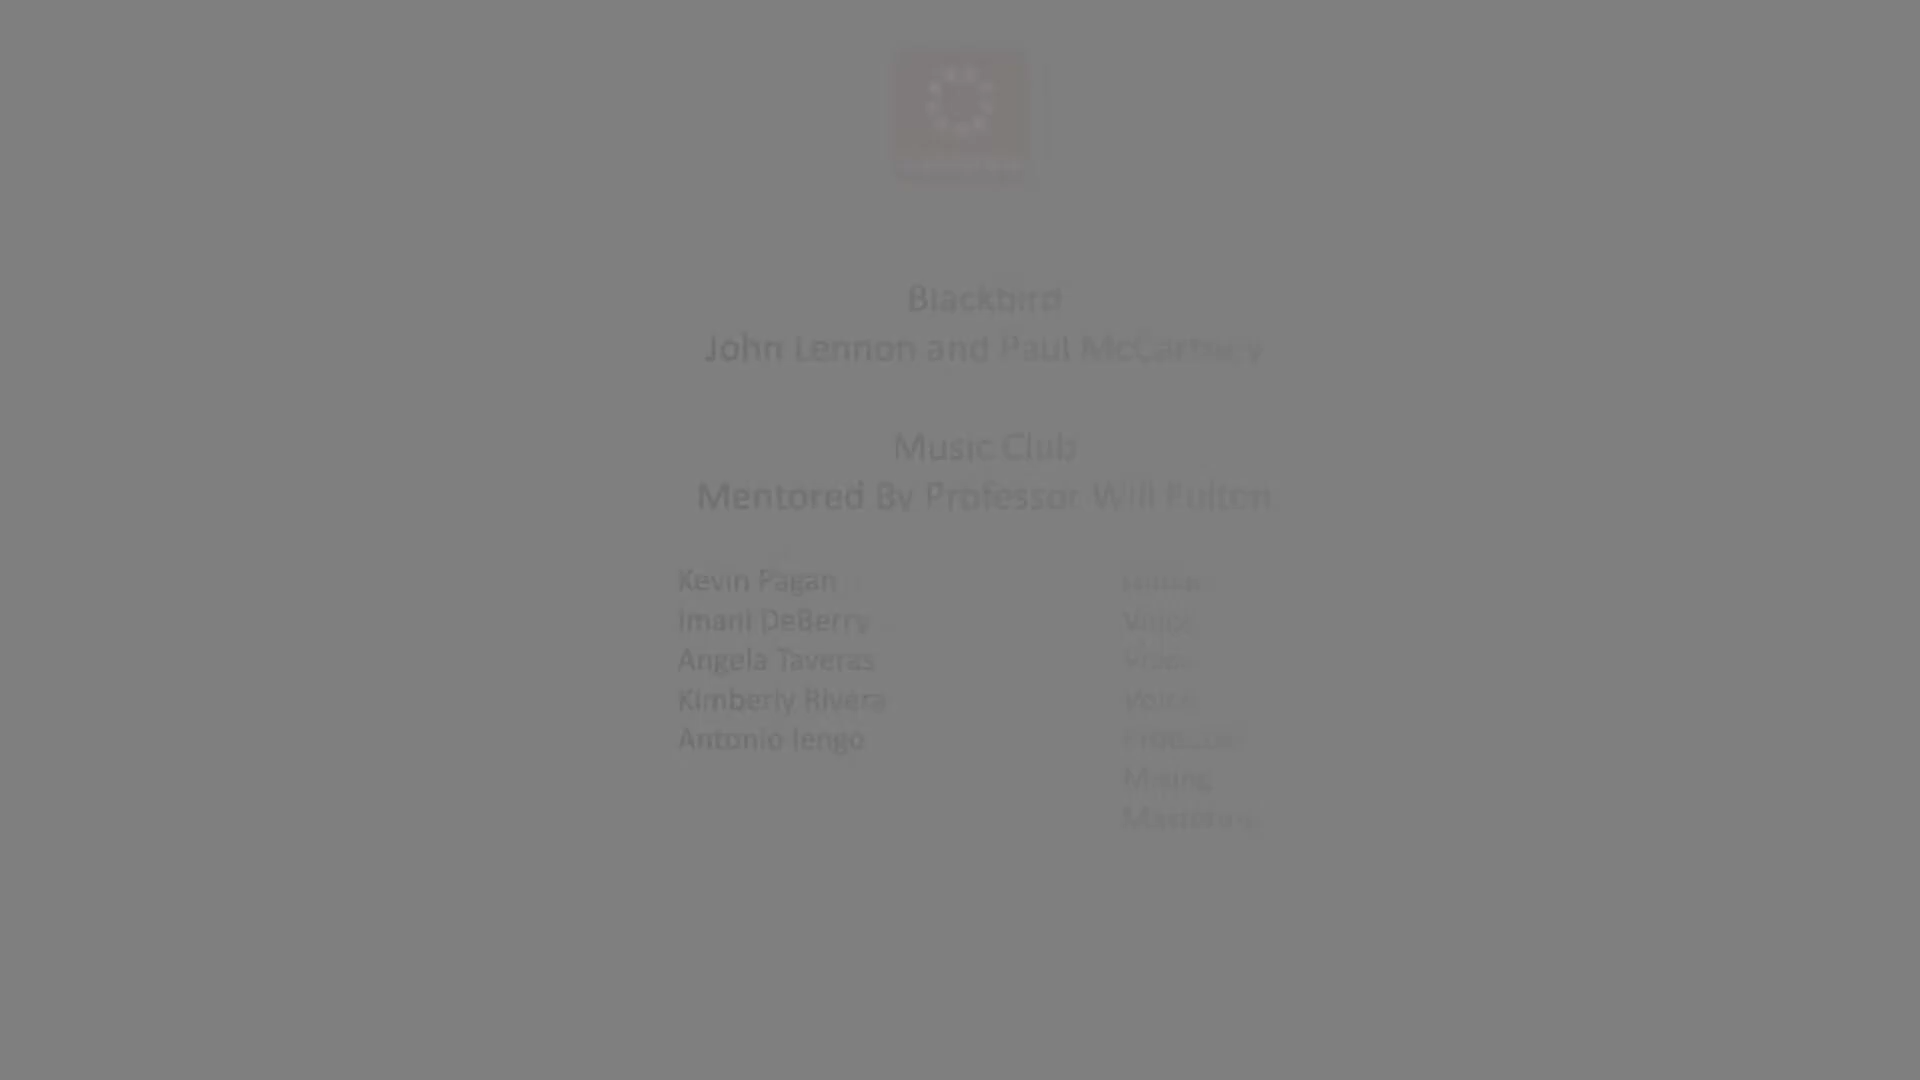 Blackbird
John Lennon and Paul McCartney
Music Club
Mentored By Professor Will Fulton
Kevin Pagan
Imani DeBerry Voice
Angela Taveras
Kimberly Rivera Voice
Antonio Iengo
Mixing
Mastering